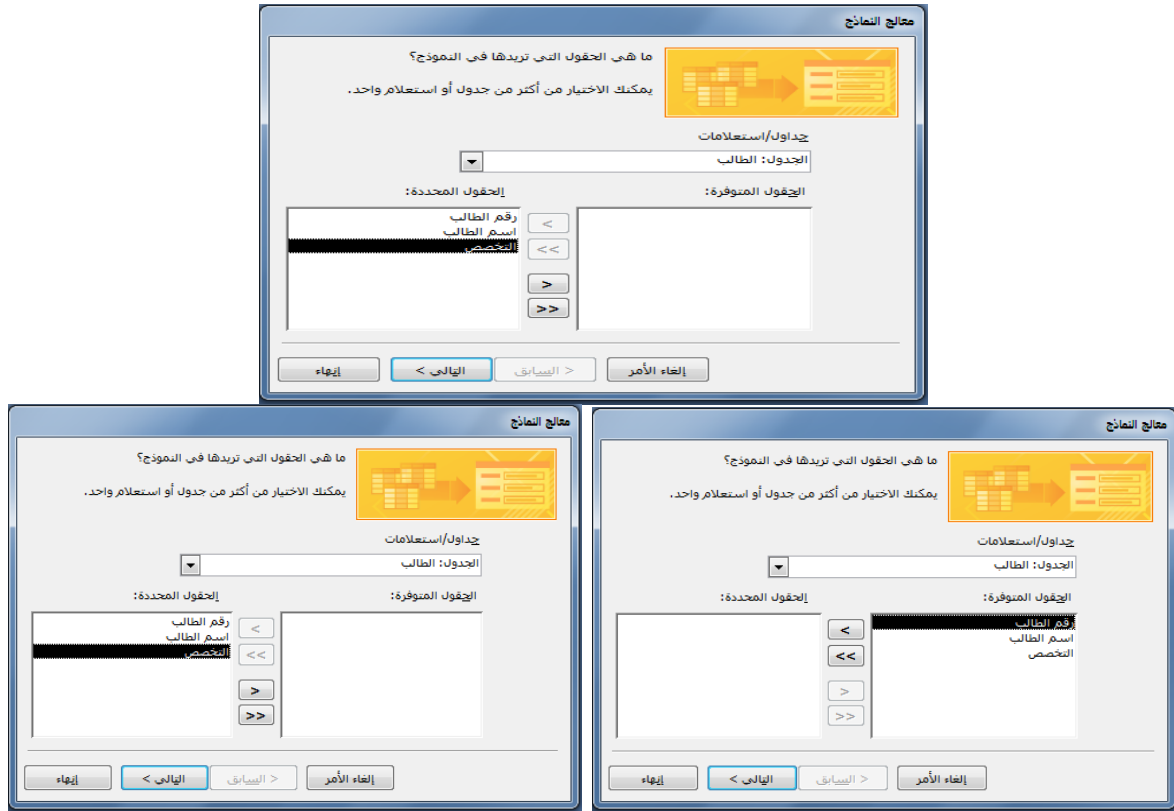 معالج النماذج
ما هي الحقول التي تريدها في النموذج؟
يمكنك الاختيار من أكثر من جدول أو استعلام واحد.
جداول/استعلامات
الجدول: الطالب
الحقول المتوفرة:
الحقول المحددة:
رقم الطالب
اسم الطالب
التخصص
>
>>
<
<<
إلغاء الأمر
< السابق
التالي >
إنهاء
معالج النماذج
ما هي الحقول التي تريدها في النموذج؟
يمكنك الاختيار من أكثر من جدول أو استعلام واحد.
جداول/استعلامات
الجدول: الطالب
الحقول المتوفرة:
الحقول المحددة:
رقم الطالب
اسم الطالب
التخصص
>
>>
<
<<
إلغاء الأمر
< السابق
التالي >
إنهاء
معالج النماذج
ما هي الحقول التي تريدها في النموذج؟
يمكنك الاختيار من أكثر من جدول أو استعلام واحد.
جداول/استعلامات
الجدول: الطالب
الحقول المتوفرة:
الحقول المحددة:
رقم الطالب
اسم الطالب
التخصص
>
>>
<
<<
إلغاء الأمر
< السابق
التالي >
إنهاء